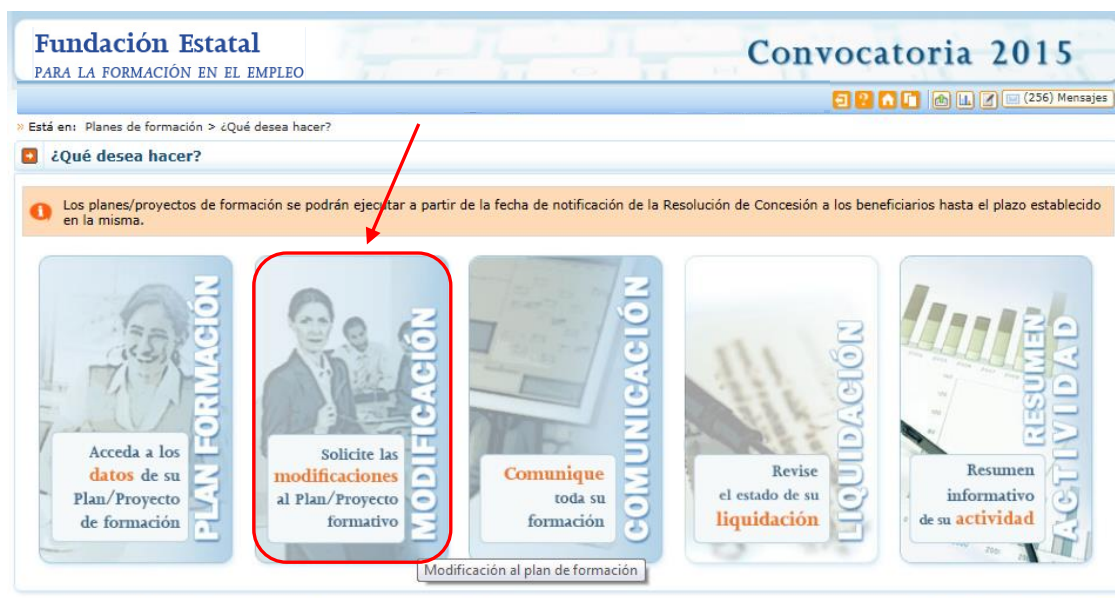 Fundación Estatal
PARA LA FORMACIÓN EN EL EMPLEO
Convocatoria 2015
(256) Mensajes
» Está en: Planes de formación > ¿Qué desea hacer?
¿Qué desea hacer?
Los planes/proyectos de formación se podrán ejecutar a partir de la fecha de notificación de la Resolución de Concesión a los beneficiarios hasta el plazo establecido
en la misma.
PLAN FORMACIÓN
Acceda a los
datos de su
Plan/Proyecto
de formación
MODIFICACIÓN
Solicite las
modificaciones
al Plan/Proyecto
formativo
COMUNICACIÓN
Comunique
toda su
formación
LIQUIDACIÓN
Revise
el estado de su
liquidación
RESUMEN
ACTIVIDAD
Resumen
informativo
de su actividad
Modificación al plan de formación